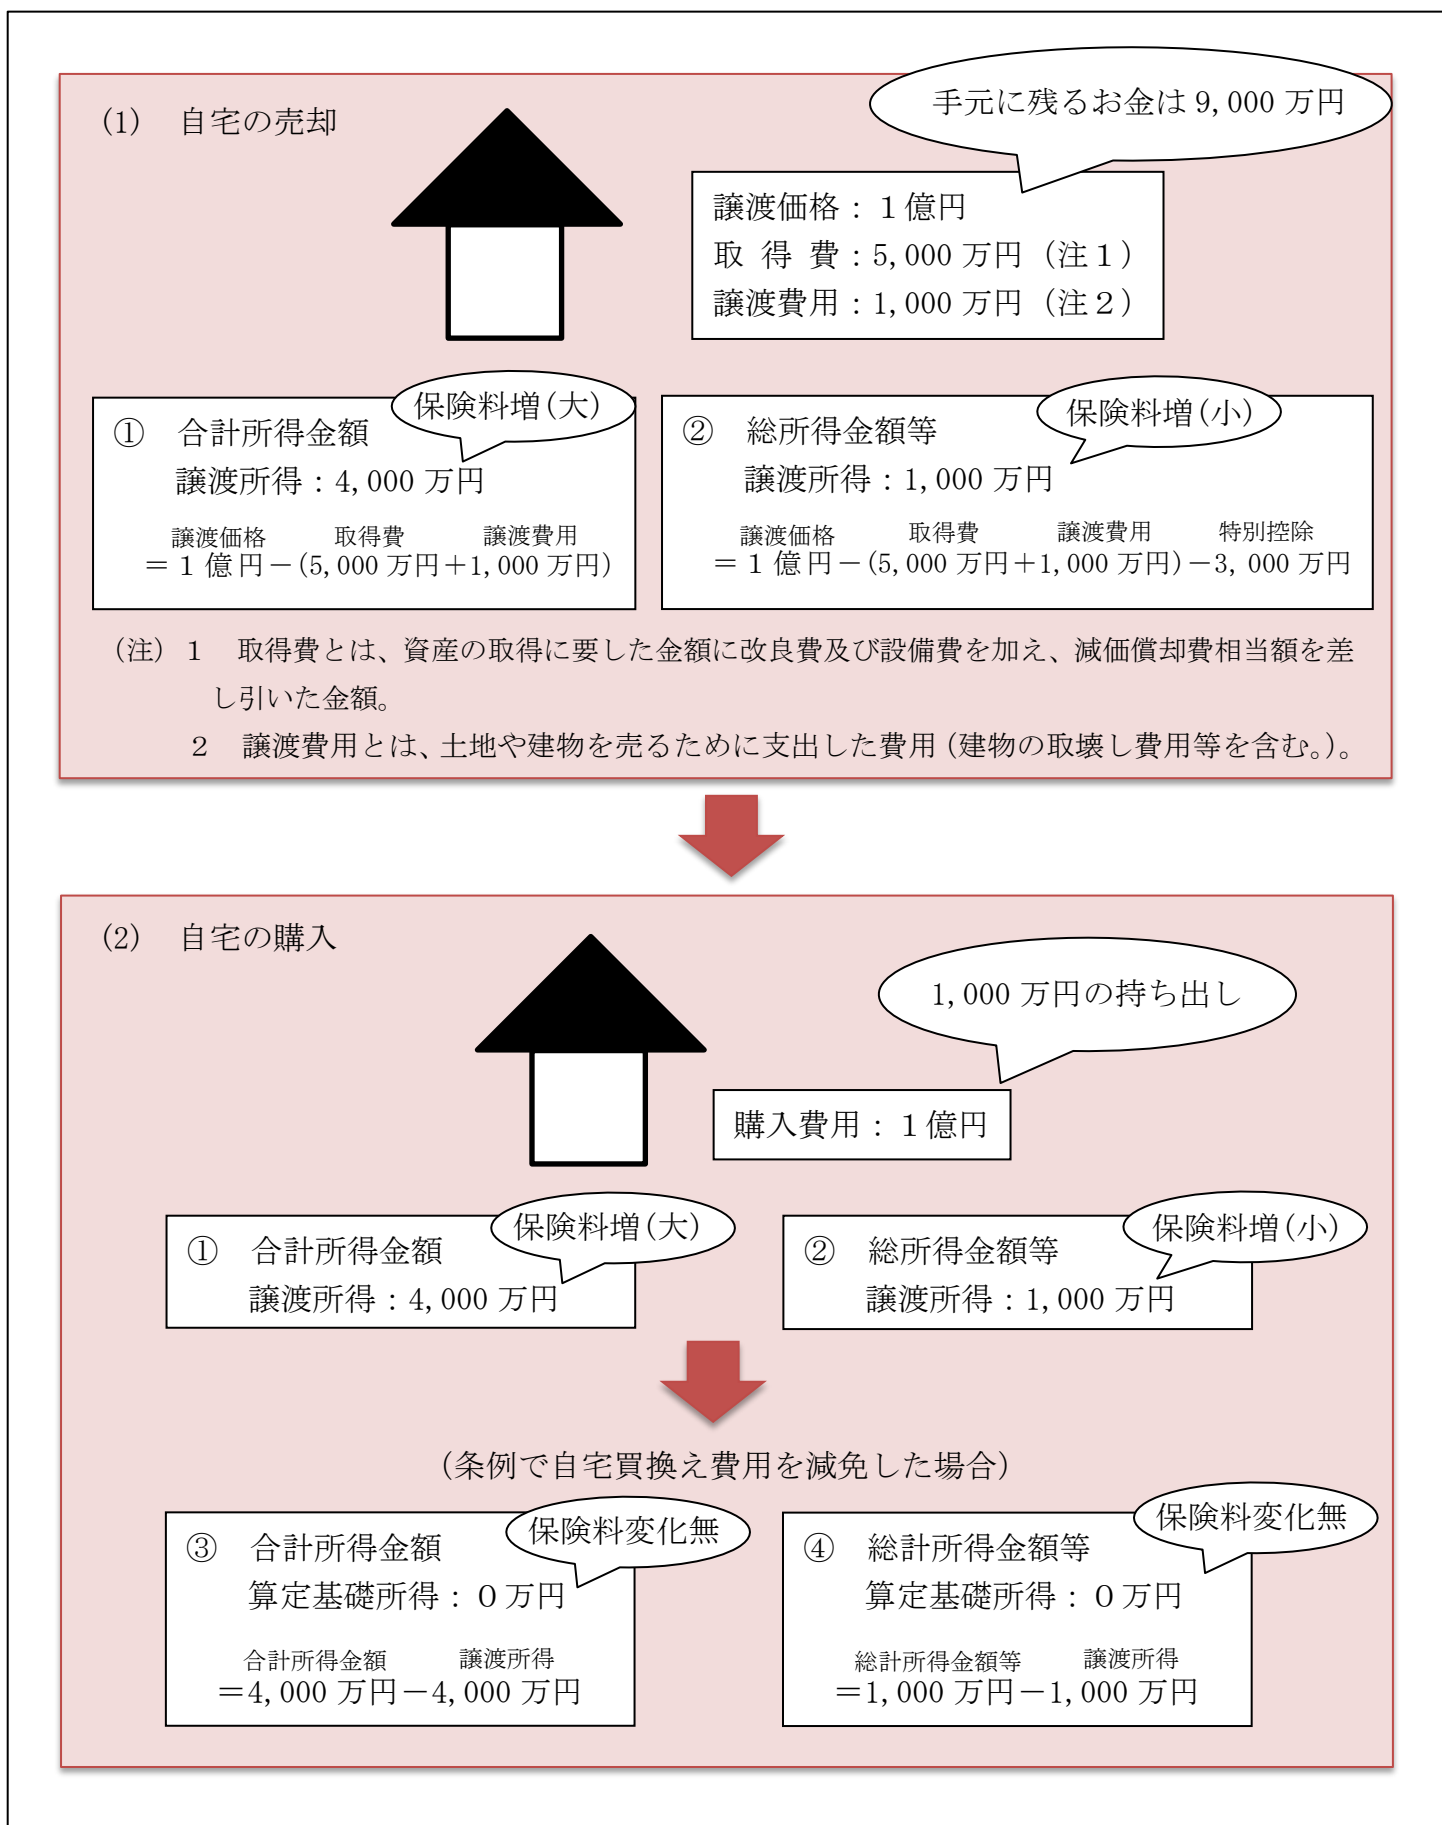 (1) 自宅の売却
手元に残るお金は 9,000 万円
譲渡価格：１億円
取 得 費：5,000 万円（注１）
譲渡費用：1,000 万円（注２）
保険料増(大)
① 合計所得金額
譲渡所得：4,000 万円
譲渡価格 取得費 譲渡費用
＝１億円－(5,000 万円＋1,000 万円)
保険料増(小)
② 総所得金額等
譲渡所得：1,000 万円
譲渡価格 取得費 譲渡費用 特別控除
＝１億円－(5,000 万円＋1,000 万円)－3,000 万円
(注) １ 取得費とは、資産の取得に要した金額に改良費及び設備費を加え、減価償却費相当額を差
し引いた金額。
２ 譲渡費用とは、土地や建物を売るために支出した費用(建物の取壊し費用等を含む。)。
(2) 自宅の購入
1,000 万円の持ち出し
購入費用：１億円
保険料増(大)
① 合計所得金額
譲渡所得：4,000 万円
保険料増(小)
② 総所得金額等
譲渡所得：1,000 万円
(条例で自宅買換え費用を減免した場合)
保険料変化無
③ 合計所得金額
算定基礎所得：０万円
合計所得金額 譲渡所得
＝4,000 万円－4,000 万円
保険料変化無
④ 総計所得金額等
算定基礎所得：０万円
総計所得金額等 譲渡所得
＝1,000 万円－1,000 万円